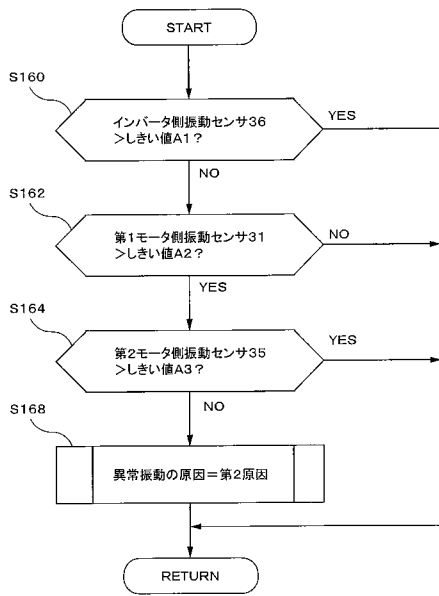 START
S160
インバータ側振動センサ36
>しきい値A1?
YES
NO
S162
第1モータ側振動センサ31
>しきい値A2?
NO
YES
S164
第2モータ側振動センサ35
>しきい値A3?
YES
NO
S168
異常振動の原因=第2原因
RETURN